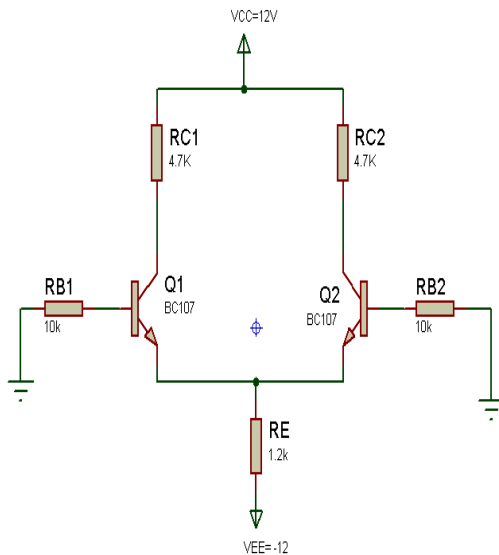 VCC=12V
RC1
4.7K
RC2
4.7K
RB1
10k
Q1
BC107
Q2
BC107
RB2
10k
RE
1.2k
VEE= -12